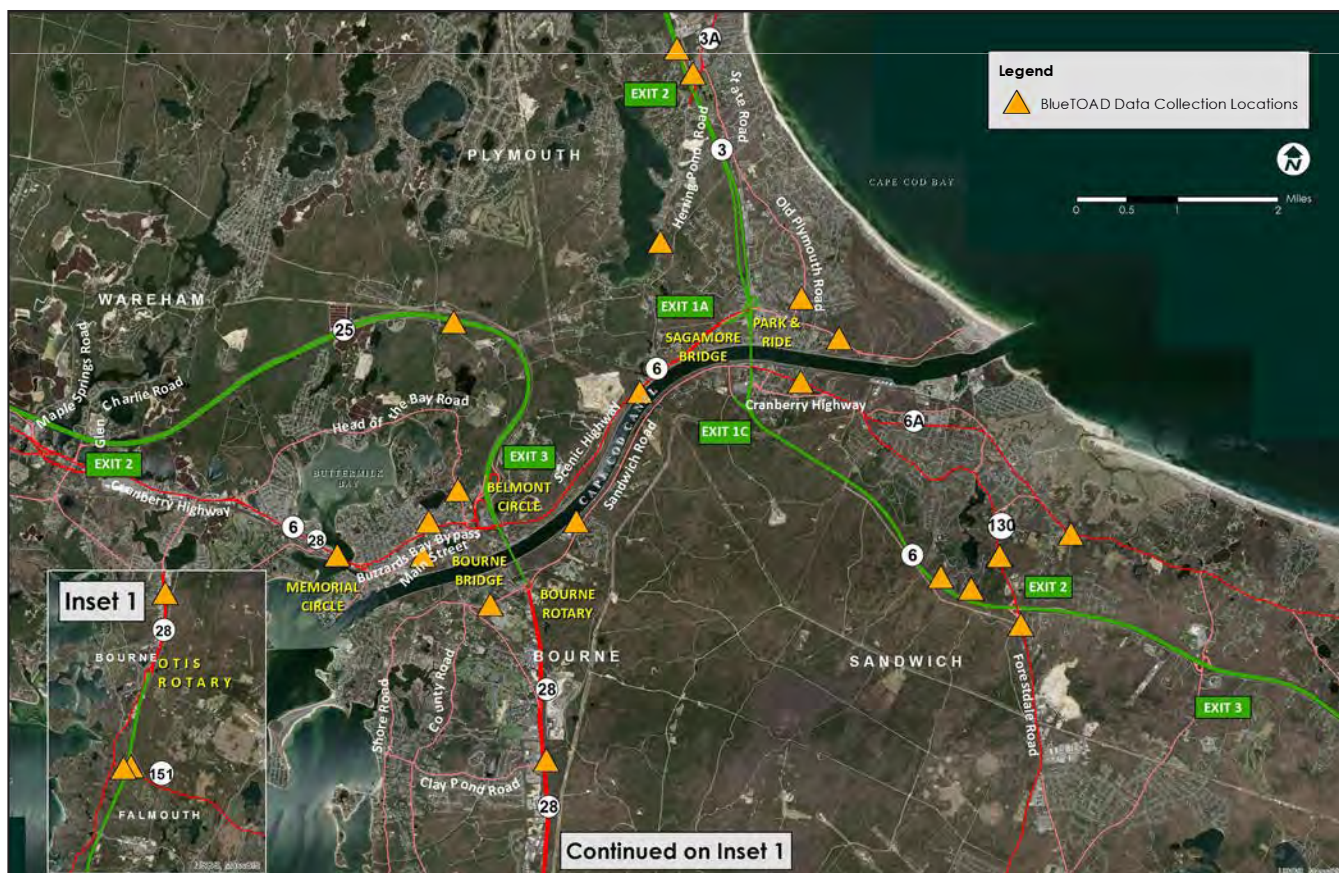 3A
State Road
EXIT 2
Herring Pond Road
3
PLYMOUTH
CAPE COD BAY
Legend
BlueTOAD Data Collection Locations
N
0 0.5 1 2
Miles
Old Plymouth Road
WAREHAM
25
EXIT 1A
PARK &
RIDE
SAGAMORE
BRIDGE
6
Maple Springs Road
Glen Charlie Road
Head of the Bay Road
Scenic Highway
CAPE COD CANAL
Sandwich Road
Cranberry Highway
6A
EXIT 1C
EXIT 2
EXIT 3
BUTTERMILK
BAY
BELMONT
CIRCLE
Cranberry Highway
6
28
Buzzards Bay Bypass
Main Street
BOURNE
BRIDGE
MEMORIAL
CIRCLE
BOURNE
ROTARY
130
6
EXIT 2
BOURNE
SANDWICH
Forestdale Road
EXIT 3
Shore Road
County Road
28
Clay Pond Road
28
Continued on Inset 1
Inset 1
28
BOURNE
OTIS
ROTARY
151
FALMOUTH